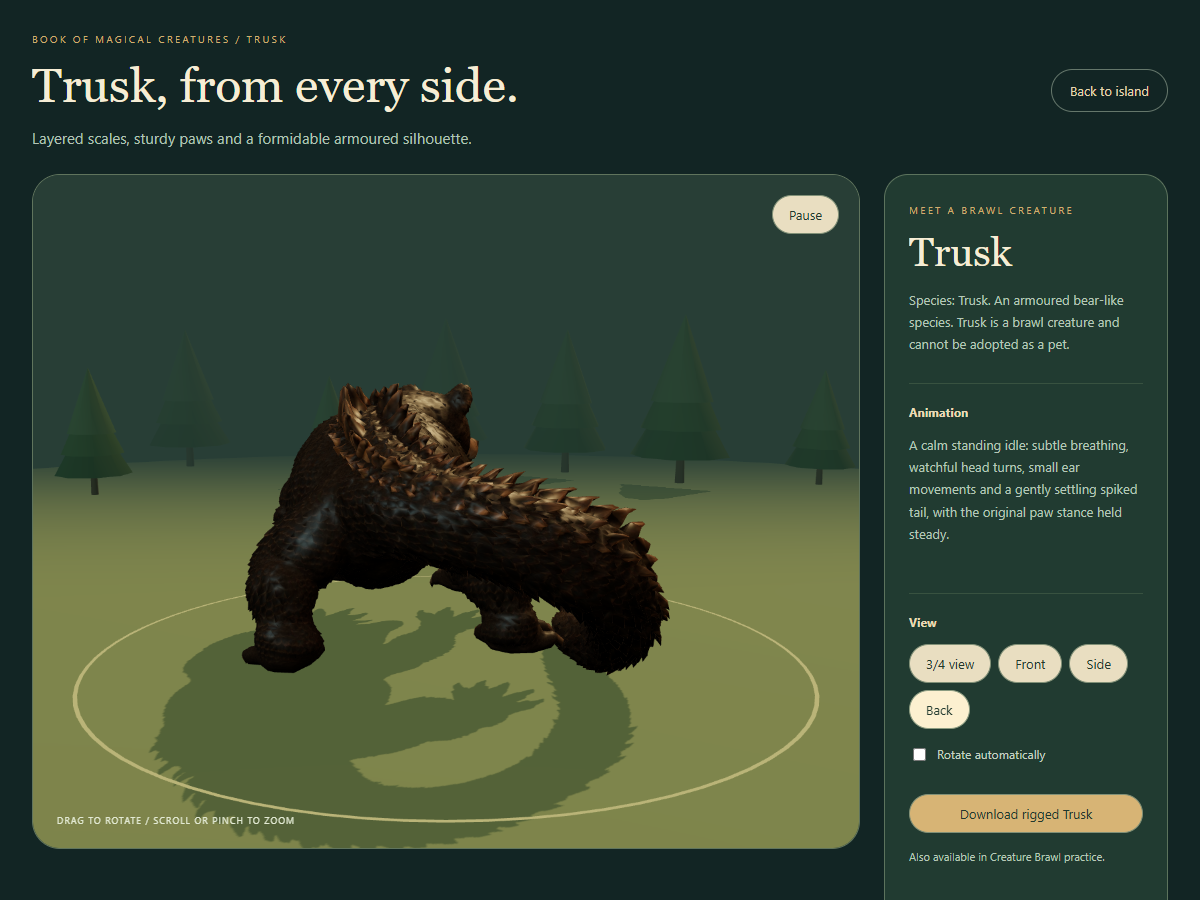 BOOK OF MAGICAL CREATURES / TRUSK
Trusk, from every side.
Layered scales, sturdy paws and a formidable armoured silhouette.
Back to island
Pause
DRAG TO ROTATE / SCROLL OR PINCH TO ZOOM
MEET A BRAWL CREATURE
Trusk
Species: Trusk. An armoured bear-like
species. Trusk is a brawl creature and
cannot be adopted as a pet.
Animation
A calm standing idle: subtle breathing,
watchful head turns, small ear
movements and a gently settling spiked
tail, with the original paw stance held
steady.
View
3/4 view
Front
Side
Back
Rotate automatically
Download rigged Trusk
Also available in Creature Brawl practice.